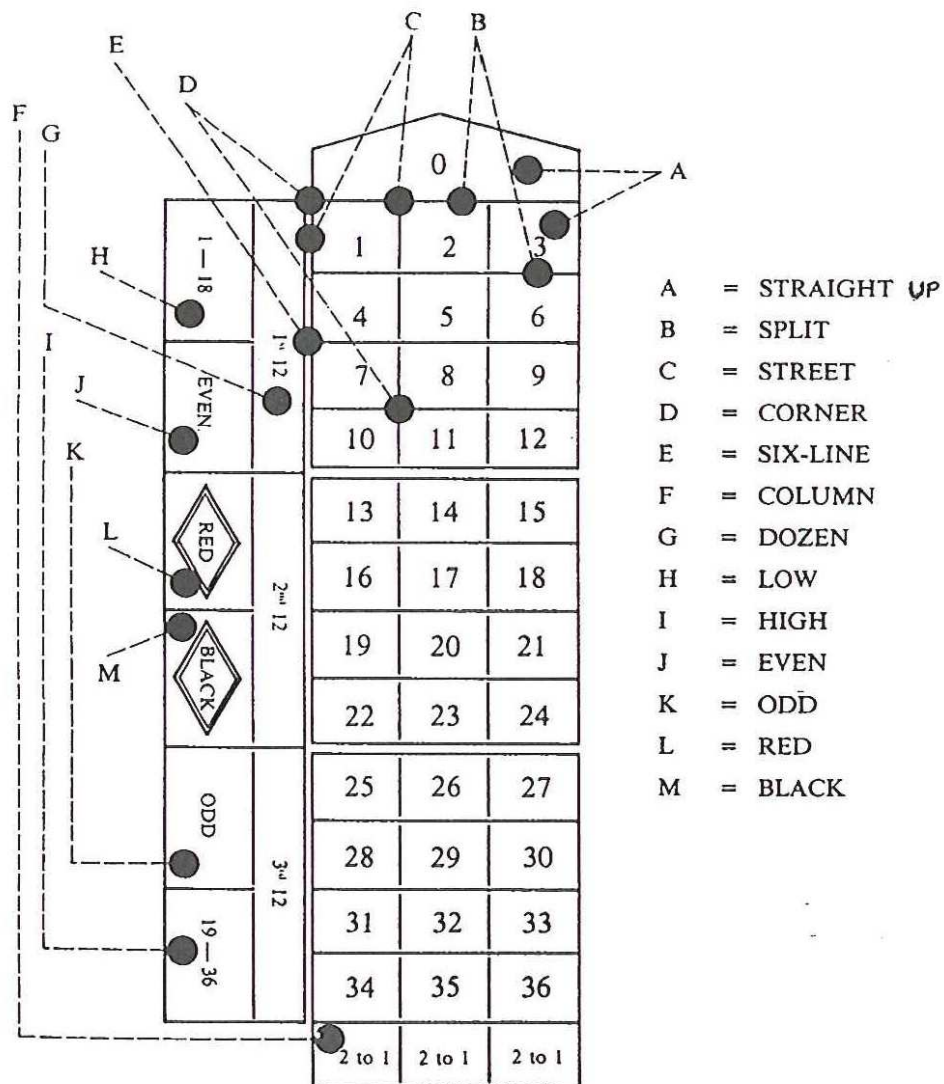 C
B
E
D
F
G
A
0
1 — 18
1st 12
1
2
3
H
4
5
6
I
EVEN
7
8
9
J
10
11
12
K
RED
2nd 12
13
14
15
L
16
17
18
M
BLACK
19
20
21
22
23
24
ODD
3rd 12
25
26
27
28
29
30
19 — 36
31
32
33
34
35
36
2 to 1
2 to 1
2 to 1
A = STRAIGHT UP
B = SPLIT
C = STREET
D = CORNER
E = SIX-LINE
F = COLUMN
G = DOZEN
H = LOW
I = HIGH
J = EVEN
K = ODD
L = RED
M = BLACK